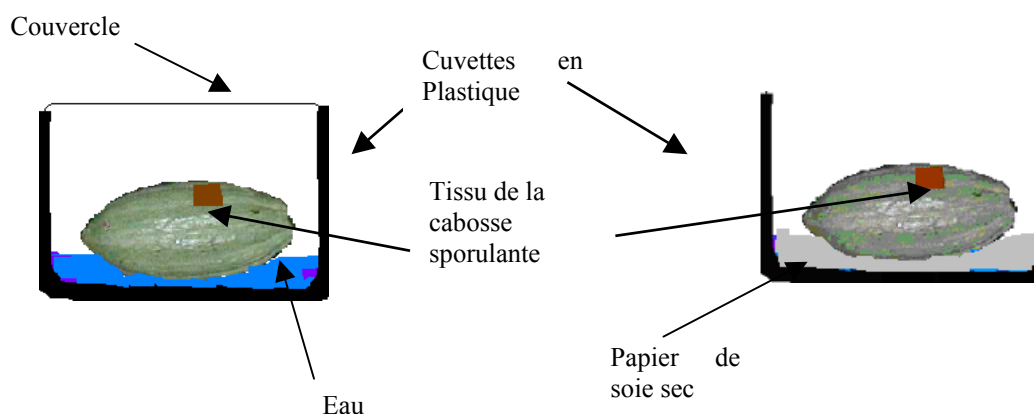 Couvercle
Cuvettes en
Plastique
Tissu de la
cabosse
sporulante
Papier de
soie sec
Eau